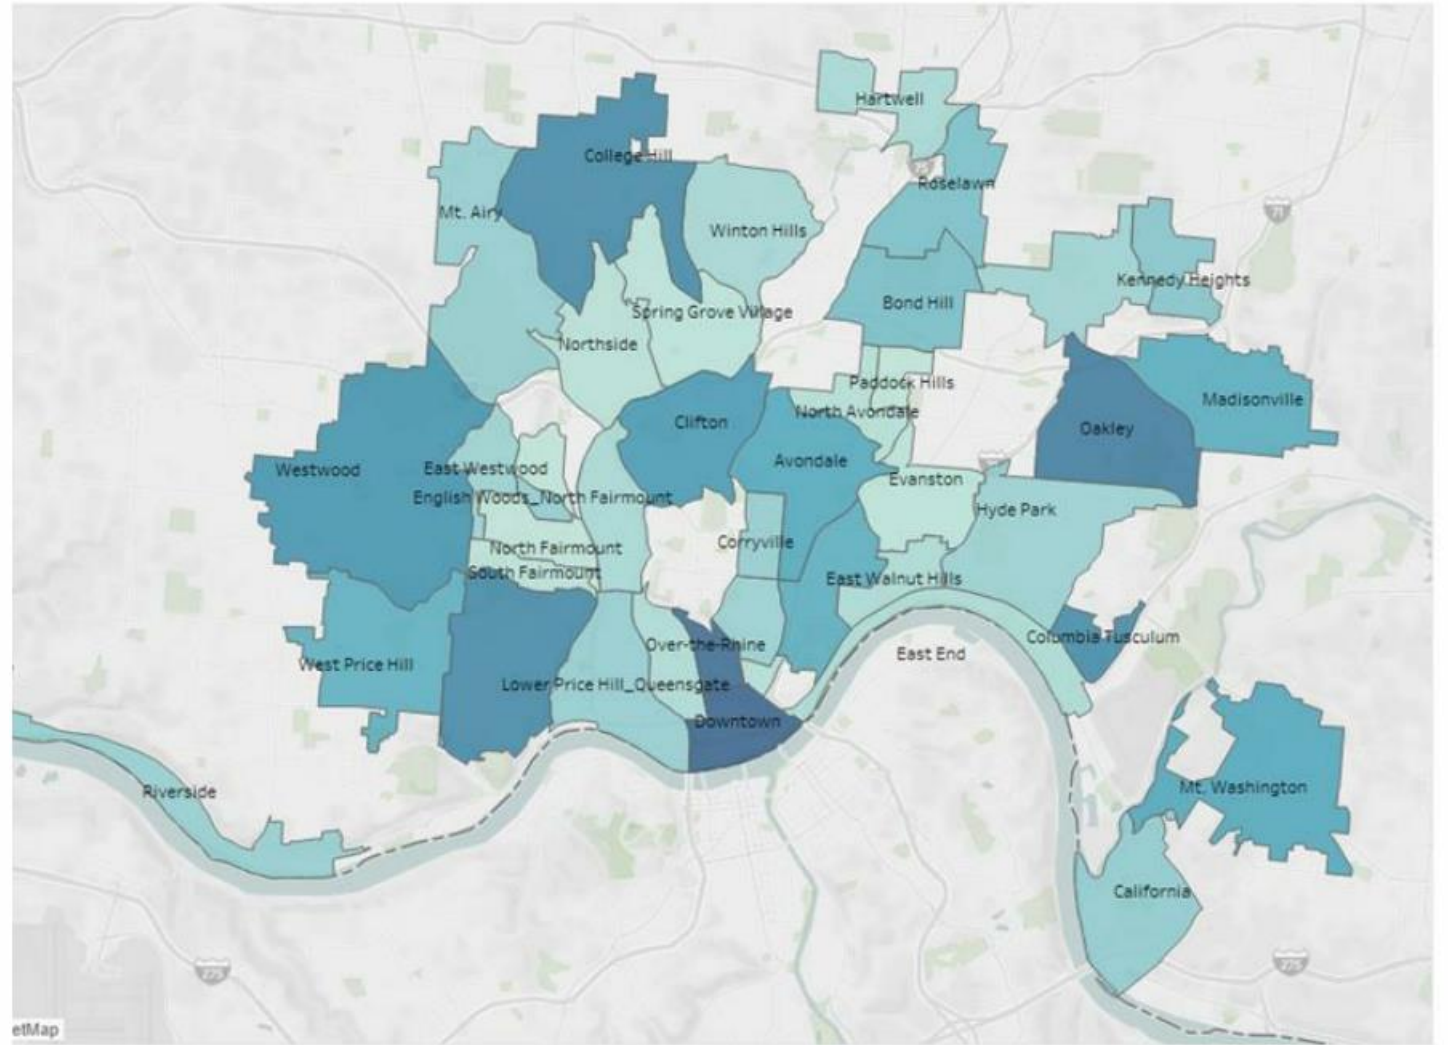 Hartwell
College Hill
Roselawn
Mt. Airy
71
Winton Hills
Kennedy Heights
Bond Hill
Spring Grove Village
Northside
Paddock Hills
Madisonville
North Avondale
Clifton
Oakley
Avondale
Westwood
East Westwood
Evanston
English Woods_North Fairmount
Hyde Park
Corryville
North Fairmount
South Fairmount
East Walnut Hills
Columbia Tusculum
Over-the-Rhine
East End
West Price Hill
Lower Price Hill_Queensgate
Downtown
Mt. Washington
Riverside
California
275
275
etMap